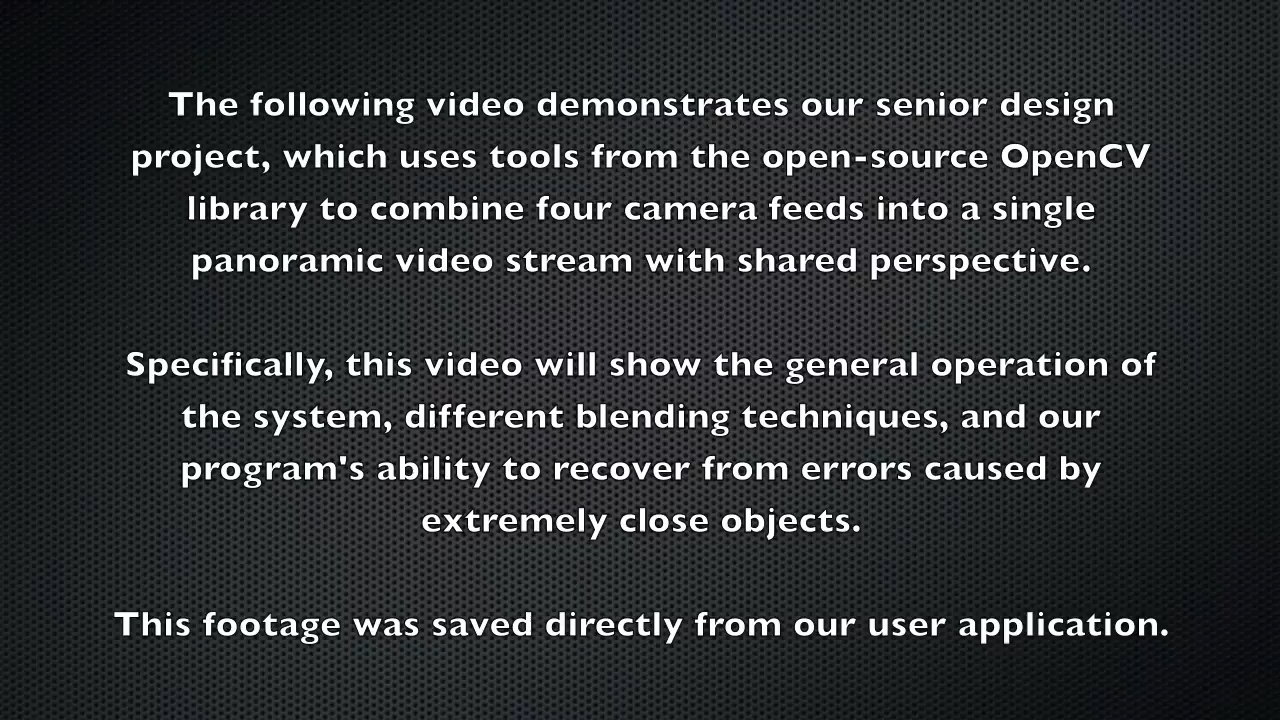 The following video demonstrates our senior design
project, which uses tools from the open-source OpenCV
library to combine four camera feeds into a single
panoramic video stream with shared perspective.
Specifically, this video will show the general operation of
the system, different blending techniques, and our
program's ability to recover from errors caused by
extremely close objects.
This footage was saved directly from our user application.